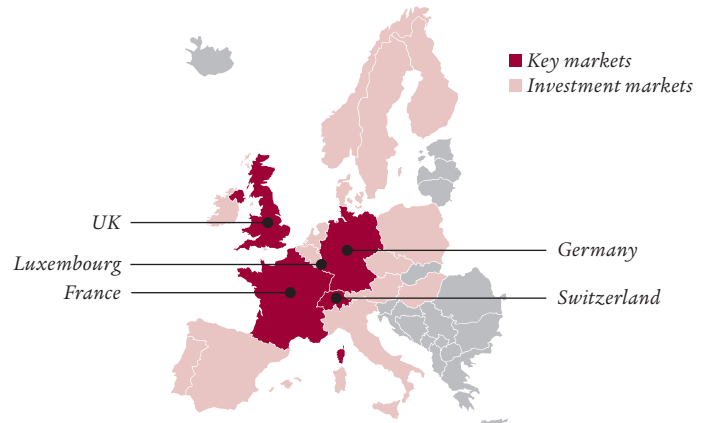 Key markets
Investment markets
UK
Luxembourg
France
Germany
Switzerland